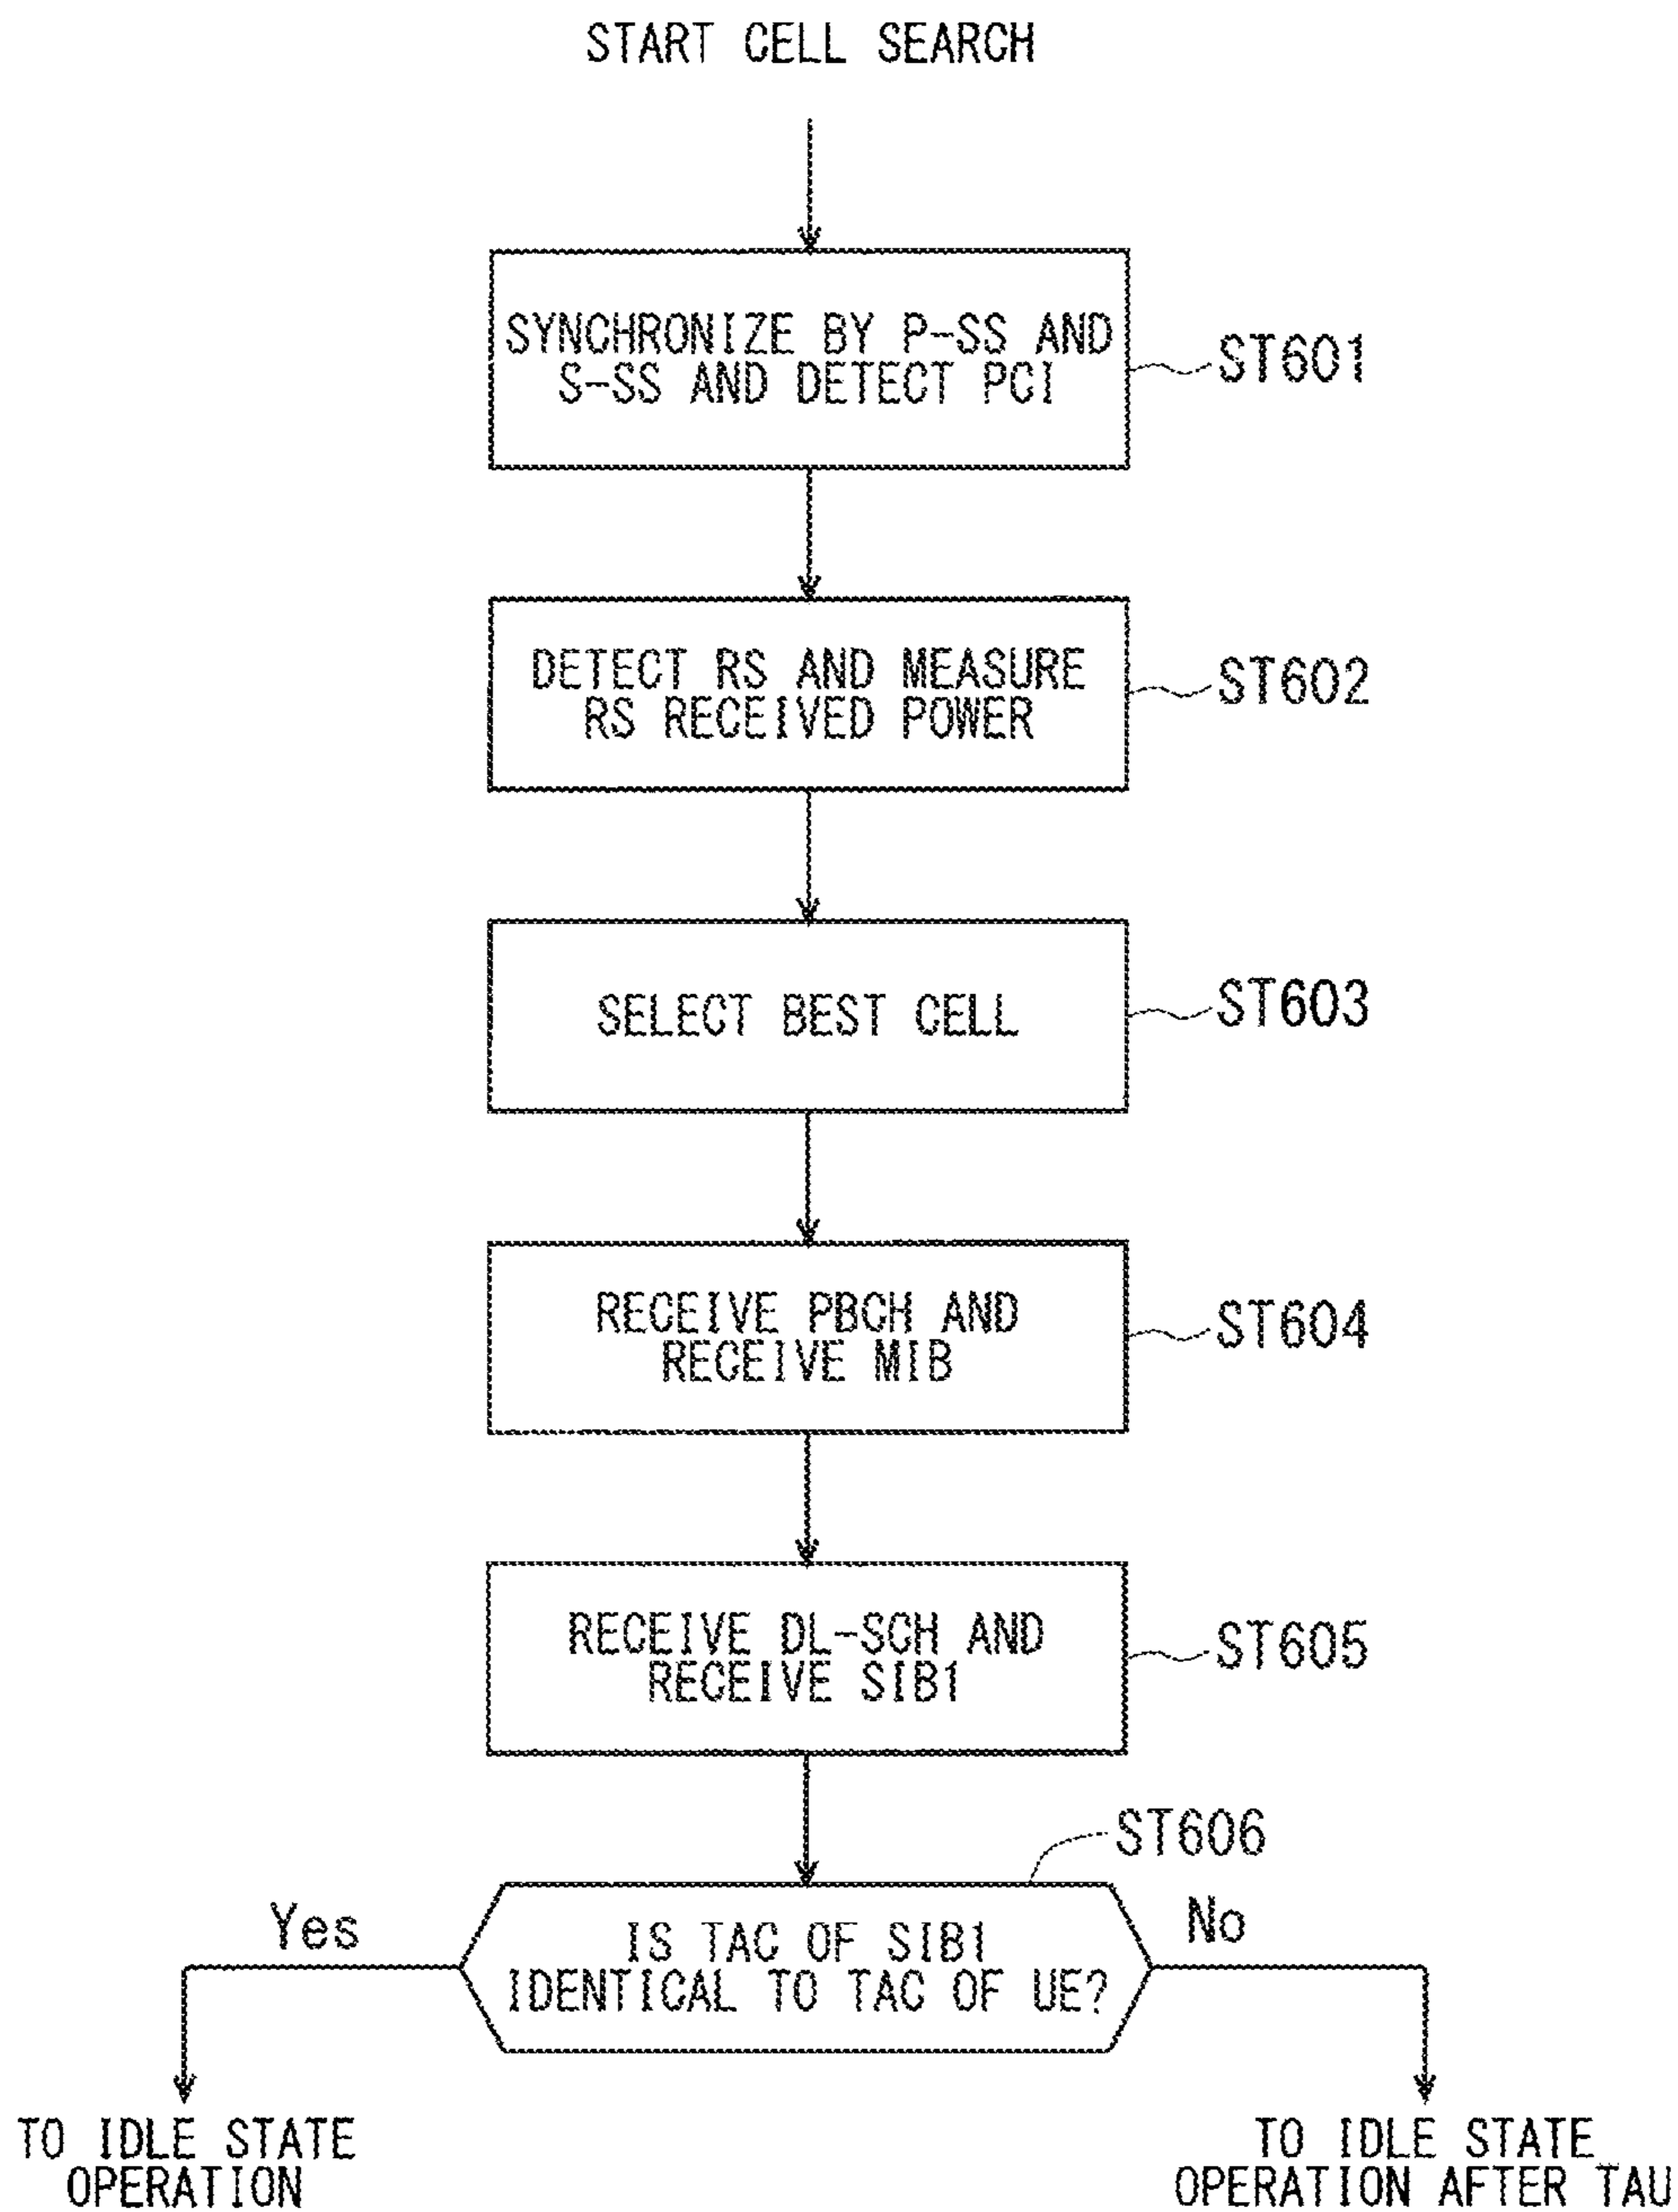 START CELL SEARCH
SYNCHRONIZE BY P-SS AND
S-SS AND DETECT PCI
ST601
DETECT RS AND MEASURE
RS RECEIVED POWER
ST602
SELECT BEST CELL
ST603
RECEIVE PBCH AND
RECEIVE MIB
ST604
RECEIVE DL-SCH AND
RECEIVE SIB1
ST605
ST606
Yes
IS TAC OF SIB1
IDENTICAL TO TAC OF UE?
No
TO IDLE STATE
OPERATION
TO IDLE STATE
OPERATION AFTER TAU